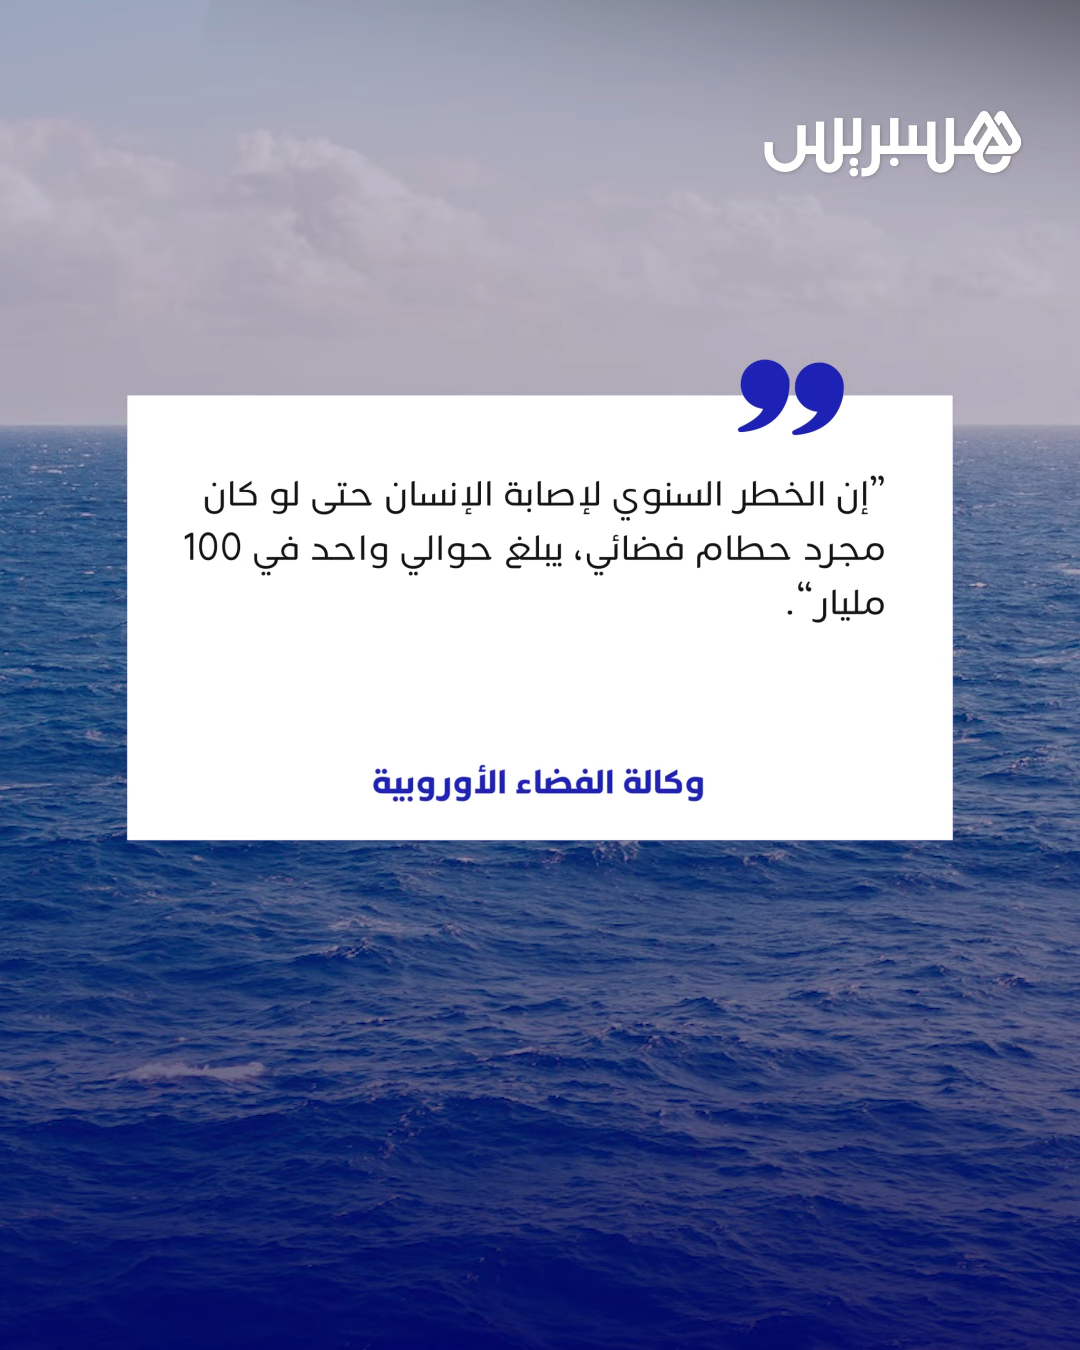 هسبريس
”إن الخطر السنوي لإصابة الإنسان حتى لو كان
مجرد حطام فضائي، يبلغ حوالي واحد في 100
مليار“.
وكالة الفضاء الأوروبية